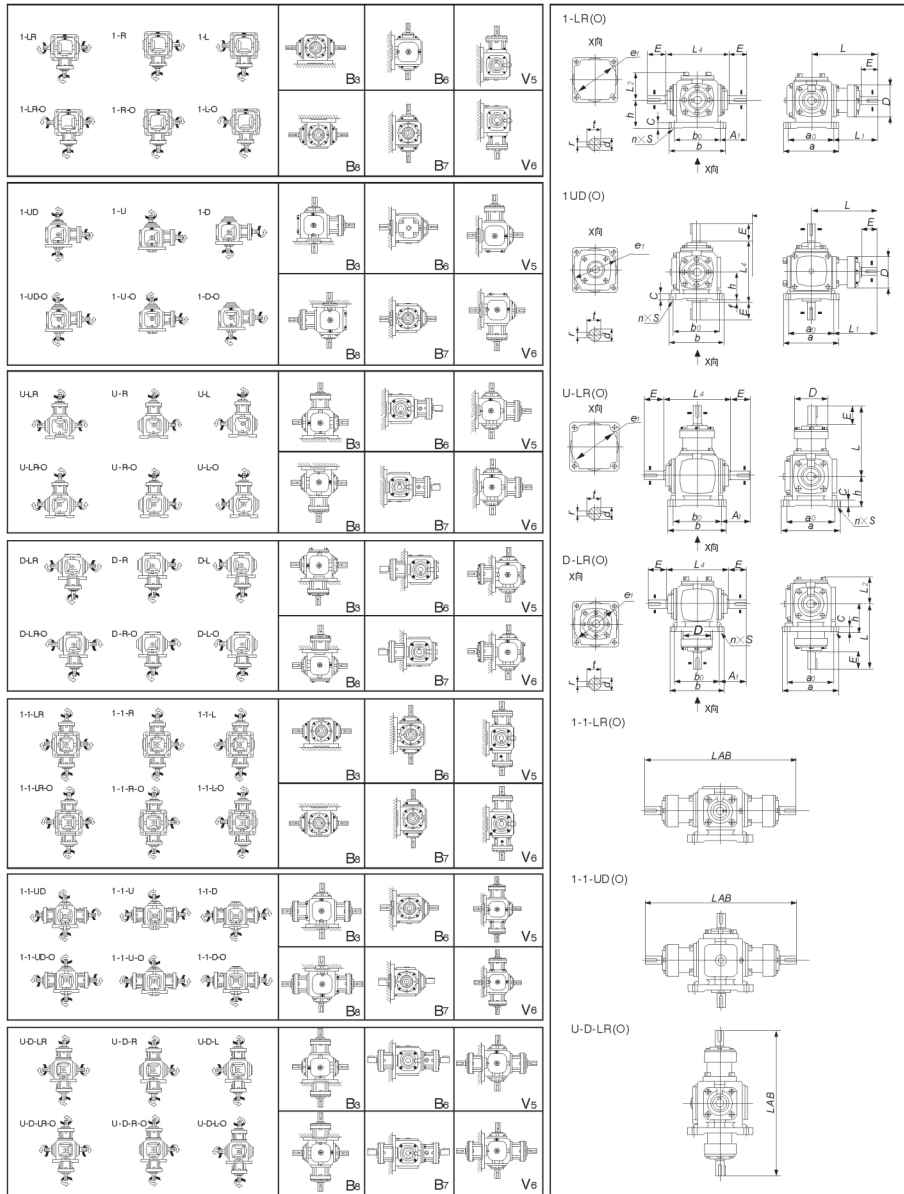 1-LR 1-R 1-L
B3 B6 V5
1-LR-O 1-R-O 1-L-O
B8 B7 V6
1-UD 1-U 1-D
B3 B6 V5
1-UD-O 1-U-O 1-D-O
B8 B7 V6
U-LR U-R U-L
B3 B6 V5
U-LR-O U-R-O U-L-O
B8 B7 V6
D-LR D-R D-L
B3 B6 V5
D-LR-O D-R-O D-L-O
B8 B7 V6
1-1-LR 1-1-R 1-1-L
B3 B6 V5
1-1-LR-O 1-1-R-O 1-1-L-O
B8 B7 V6
1-1-UD 1-1-U 1-1-D
B3 B6 V5
1-1-UD-O 1-1-U-O 1-1-D-O
B8 B7 V6
U-D-LR U-D-R U-D-L
B3 B6 V5
U-D-LR-O U-D-R-O U-D-L-O
B8 B7 V6
1-LR(O)
X向
e1 E L4 E L E
L2 h C D
t r d
n×S b0 A1 b
a0 L1 a
X向
1UD(O)
X向
e1 E L4 h C f E
L E D
t r d
n×S b0 b
a0 L1 a
X向
U-LR(O)
X向
e1 E L4 E D E L
C h
t r d
b0 A1 b
a0 a n×S
X向
D-LR(O)
X向
e1 E L4 E
L2 h C L E
D n×S
t r d
b0 A1 b
a0 a
X向
1-1-LR(O)
LAB
1-1-UD(O)
LAB
U-D-LR(O)
LAB